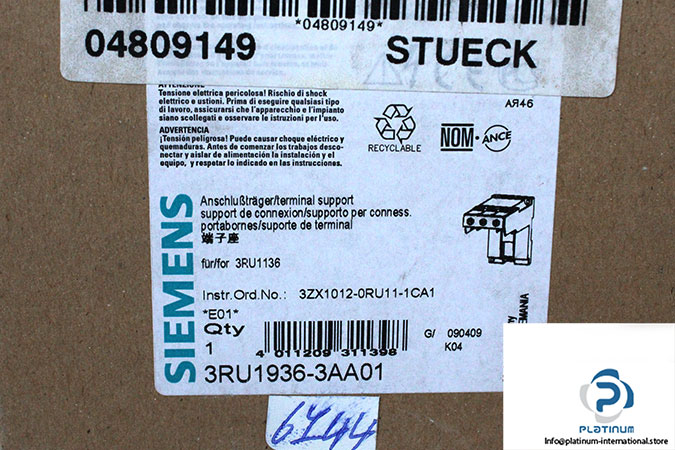 *04809149*
04809149 STUECK
ATTENZIONE
Tensione elettrica pericolosa! Rischio di shock
elettrico e ustioni. Prima di eseguire qualsiasi tipo
di lavoro, assicurarsi che l'apparecchio e l'impianto
siano scollegati e osservare le istruzioni per l'uso.
ADVERTENCIA
¡Tensión peligrosa! Puede causar choque eléctrico y
quemaduras. Antes de comenzar los trabajos desco-
nectar y aislar de alimentación la instalación y el
equipo, y respetar lo indicado en las instrucciones.
RECYCLABLE
АЯ46
NOM-ANCE
SIEMENS
Anschlußträger/terminal support
support de connexion/supporto per conness.
portabornes/suporte de terminal
端子座
für/for 3RU1136
Instr.Ord.No.: 3ZX1012-0RU11-1CA1
*E01*
Qty
1
4 011209 311398
G/ 090409
K04
3RU1936-3AA01
6744
PLATINUM
Info@platinum-international.store